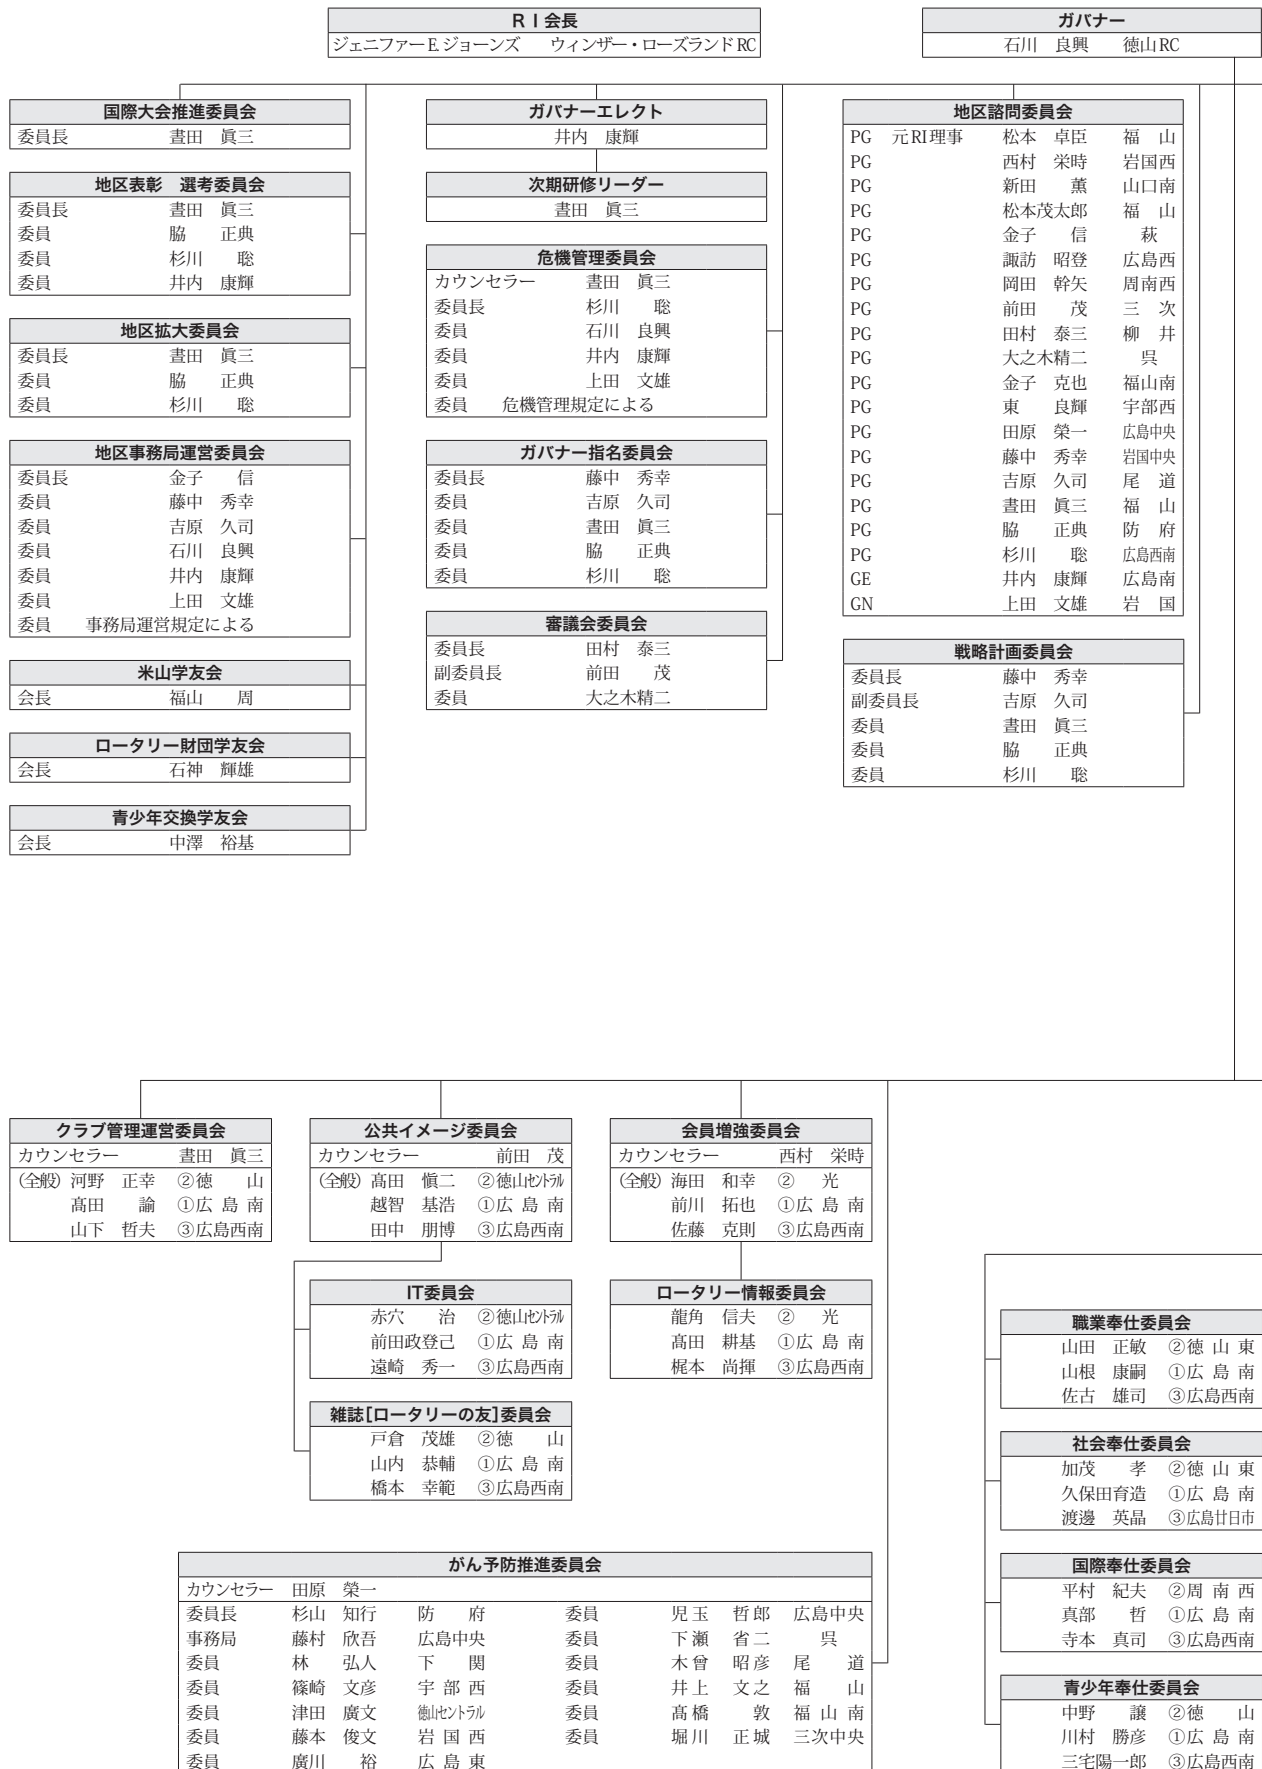 ＲＩ会長
ジェニファーE.ジョーンズ　ウィンザー・ローズランドRC
ガバナー
石川　良興　徳山RC
国際大会推進委員会
委員長　晝田　眞三
地区表彰　選考委員会
委員長　晝田　眞三
委員　脇　正典
委員　杉川　聡
委員　井内　康輝
地区拡大委員会
委員長　晝田　眞三
委員　脇　正典
委員　杉川　聡
地区事務局運営委員会
委員長　金子　信
委員　藤中　秀幸
委員　吉原　久司
委員　石川　良興
委員　井内　康輝
委員　上田　文雄
委員　事務局運営規定による
米山学友会
会長　福山　周
ロータリー財団学友会
会長　石神　輝雄
青少年交換学友会
会長　中澤　裕基
ガバナーエレクト
井内　康輝
次期研修リーダー
晝田　眞三
危機管理委員会
カウンセラー　晝田　眞三
委員長　杉川　聡
委員　石川　良興
委員　井内　康輝
委員　上田　文雄
委員　危機管理規定による
ガバナー指名委員会
委員長　藤中　秀幸
委員　吉原　久司
委員　晝田　眞三
委員　脇　正典
委員　杉川　聡
審議会委員会
委員長　田村　泰三
副委員長　前田　茂
委員　大之木精二
地区諮問委員会
PG　元RI理事　松本　卓臣　福　山
PG　西村　栄時　岩国西
PG　新田　薫　山口南
PG　松本茂太郎　福　山
PG　金子　信　萩
PG　諏訪　昭登　広島西
PG　岡田　幹矢　周南西
PG　前田　茂　三　次
PG　田村　泰三　柳　井
PG　大之木精二　呉
PG　金子　克也　福山南
PG　東　良輝　宇部西
PG　田原　榮一　広島中央
PG　藤中　秀幸　岩国中央
PG　吉原　久司　尾　道
PG　晝田　眞三　福　山
PG　脇　正典　防　府
PG　杉川　聡　広島西南
GE　井内　康輝　広島南
GN　上田　文雄　岩　国
戦略計画委員会
委員長　藤中　秀幸
副委員長　吉原　久司
委員　晝田　眞三
委員　脇　正典
委員　杉川　聡
クラブ管理運営委員会
カウンセラー　晝田　眞三
(全般) 河野　正幸　②徳　山
髙田　諭　①広 島 南
山下　哲夫　③広島西南
公共イメージ委員会
カウンセラー　前田　茂
(全般) 髙田　愼二　②徳山セントラル
越智　基浩　①広 島 南
田中　朋博　③広島西南
IT委員会
赤穴　治　②徳山セントラル
前田政登己　①広 島 南
遠崎　秀一　③広島西南
雑誌[ロータリーの友]委員会
戸倉　茂雄　②徳　山
山内　恭輔　①広 島 南
橋本　幸範　③広島西南
会員増強委員会
カウンセラー　西村　栄時
(全般) 海田　和幸　②　光
前川　拓也　①広 島 南
佐藤　克則　③広島西南
ロータリー情報委員会
龍角　信夫　②　光
髙田　耕基　①広 島 南
梶本　尚揮　③広島西南
職業奉仕委員会
山田　正敏　②徳 山 東
山根　康嗣　①広 島 南
佐古　雄司　③広島西南
社会奉仕委員会
加茂　孝　②徳 山 東
久保田育造　①広 島 南
渡邊　英晶　③広島廿日市
国際奉仕委員会
平村　紀夫　②周 南 西
真部　哲　①広 島 南
寺本　真司　③広島西南
青少年奉仕委員会
中野　譲　②徳　山
川村　勝彦　①広 島 南
三宅陽一郎　③広島西南
がん予防推進委員会
カウンセラー　田原　榮一
委員長　杉山　知行　防　府　委員　児玉　哲郎　広島中央
事務局　藤村　欣吾　広島中央　委員　下瀬　省二　呉
委員　林　弘人　下　関　委員　木曾　昭彦　尾　道
委員　篠崎　文彦　宇 部 西　委員　井上　文之　福　山
委員　津田　廣文　徳山セントラル　委員　髙橋　敦　福 山 南
委員　藤本　俊文　岩 国 西　委員　堀川　正城　三次中央
委員　廣川　裕　広 島 東